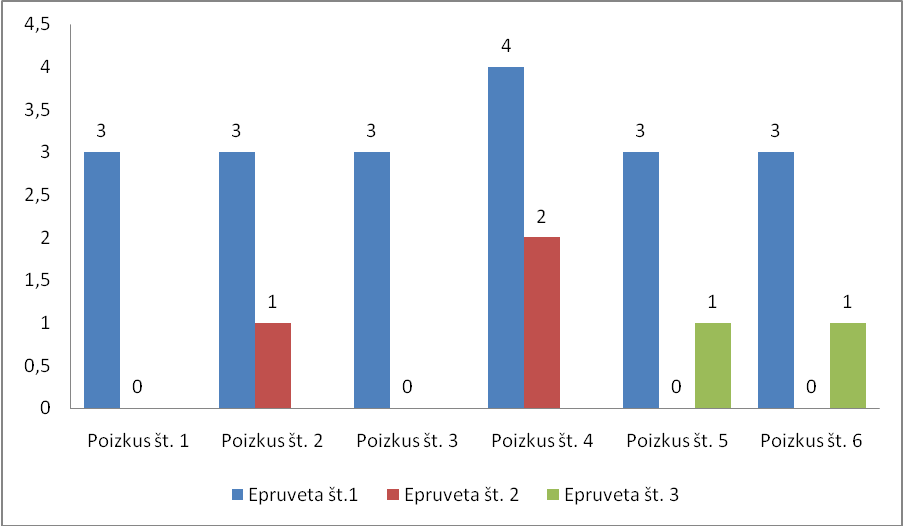 4,5
4
3,5
3
2,5
2
1,5
1
0,5
0
3
0
3
1
3
0
4
2
3
0
1
3
0
1
Poizkus št. 1
Poizkus št. 2
Poizkus št. 3
Poizkus št. 4
Poizkus št. 5
Poizkus št. 6
Epruveta št.1
Epruveta št. 2
Epruveta št. 3